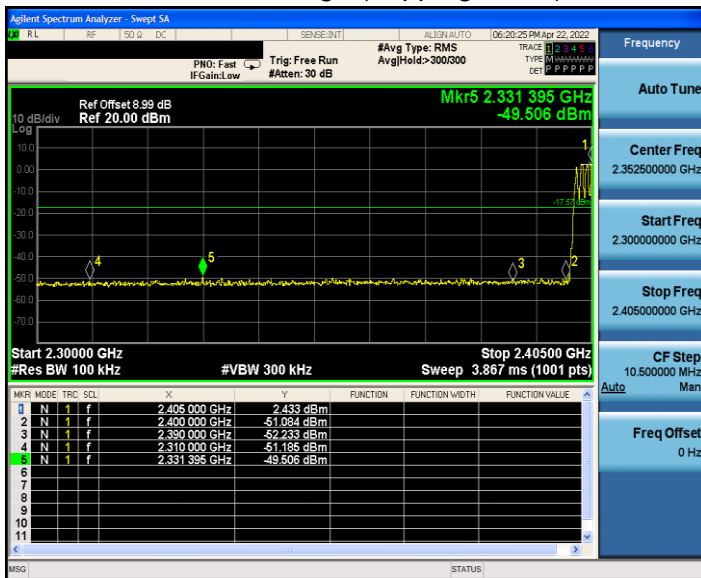 Agilent Spectrum Analyzer - Swept SA
RL RF 50 Ω DC SENSE:INT ALIGN AUTO 06:20:25 PM Apr 22, 2022
PNO: Fast
IFGain:Low
Trig: Free Run
#Atten: 30 dB
#Avg Type: RMS
Avg|Hold:>300/300
TRACE 1 2 3 4 5 6
TYPE M
DET P P P P P P
Ref Offset 8.99 dB
10 dB/div Ref 20.00 dBm
Log
Mkr5 2.331 395 GHz
-49.506 dBm
10.0
0.00
-10.0
-20.0
-30.0
-40.0
-50.0
-60.0
-70.0
1
-17.57 dBm
4
5
3
2
Start 2.30000 GHz Stop 2.40500 GHz
#Res BW 100 kHz #VBW 300 kHz Sweep 3.867 ms (1001 pts)
MKR MODE TRC SCL X Y FUNCTION FUNCTION WIDTH FUNCTION VALUE
1 N 1 f 2.405 000 GHz 2.433 dBm
2 N 1 f 2.400 000 GHz -51.084 dBm
3 N 1 f 2.390 000 GHz -52.233 dBm
4 N 1 f 2.310 000 GHz -51.185 dBm
5 N 1 f 2.331 395 GHz -49.506 dBm
6
7
8
9
10
11
MSG STATUS
Frequency
Auto Tune
Center Freq
2.352500000 GHz
Start Freq
2.300000000 GHz
Stop Freq
2.405000000 GHz
CF Step
10.500000 MHz
Auto Man
Freq Offset
0 Hz